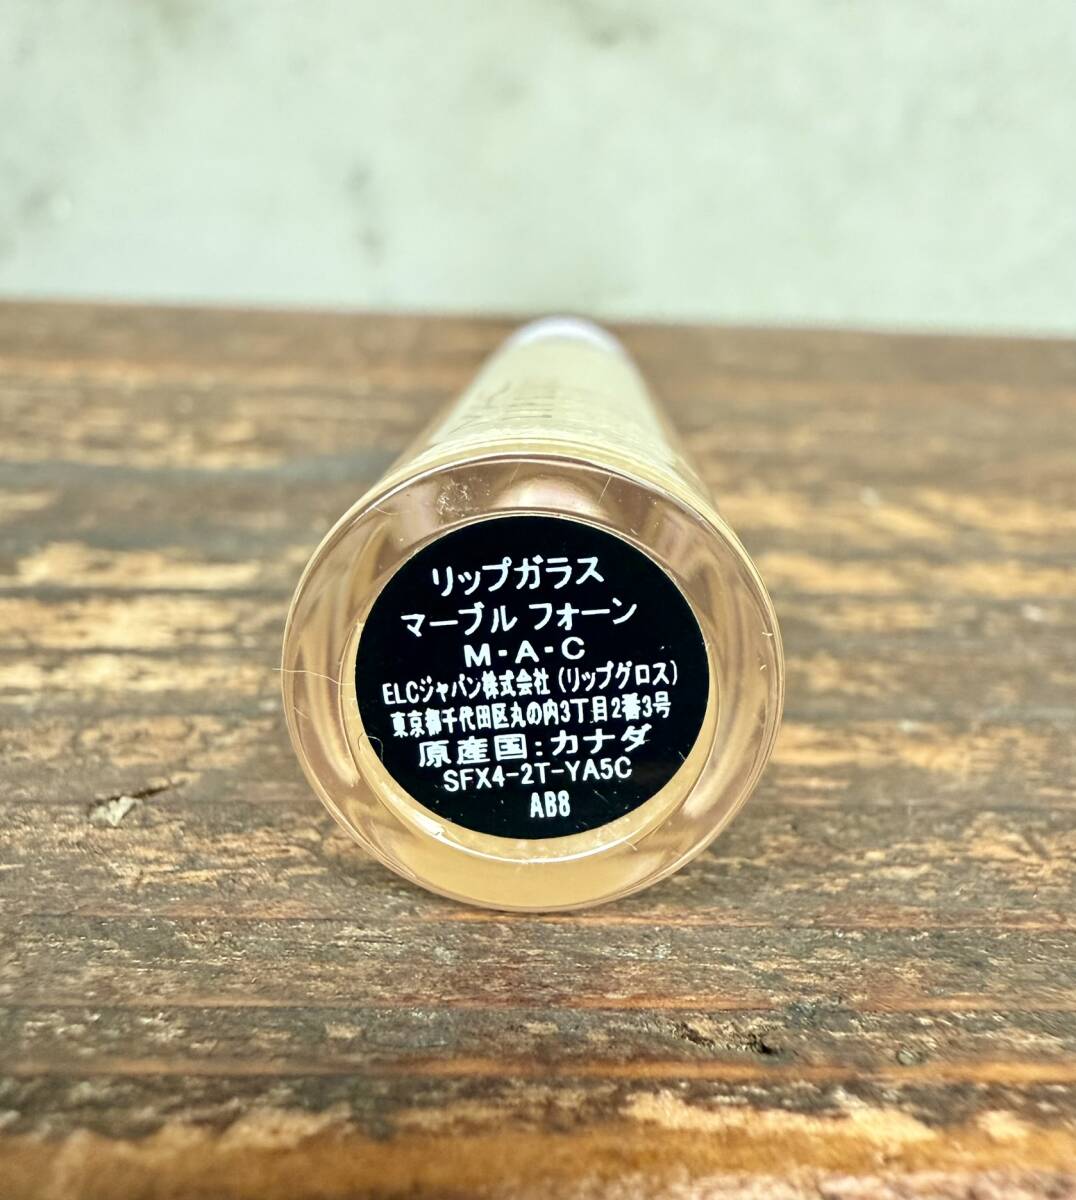 リップガラス
マーブル フォーン
M・A・C
ELCジャパン株式会社(リップグロス)
東京都千代田区丸の内3丁目2番3号
原産国:カナダ
SFX4-2T-YA5C
AB8